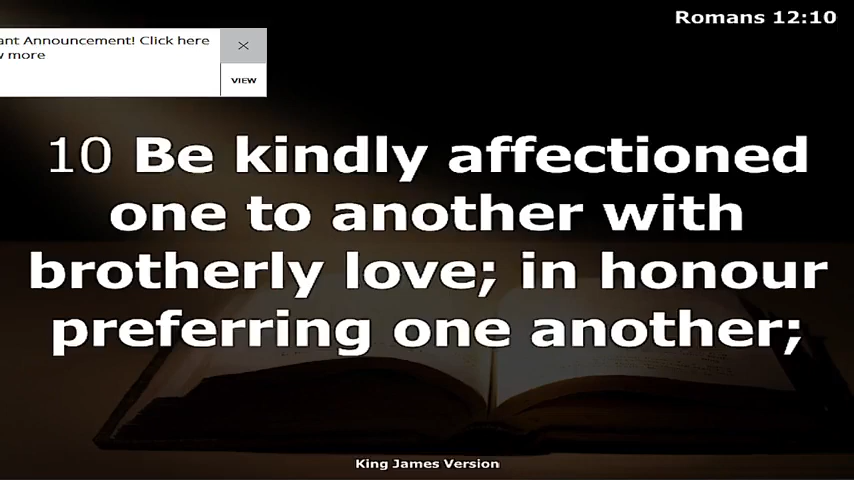 Romans 12:10
Announcement! Click here
more
VIEW
10 Be kindly affectioned
one to another with
brotherly love; in honour
preferring one another;
King James Version